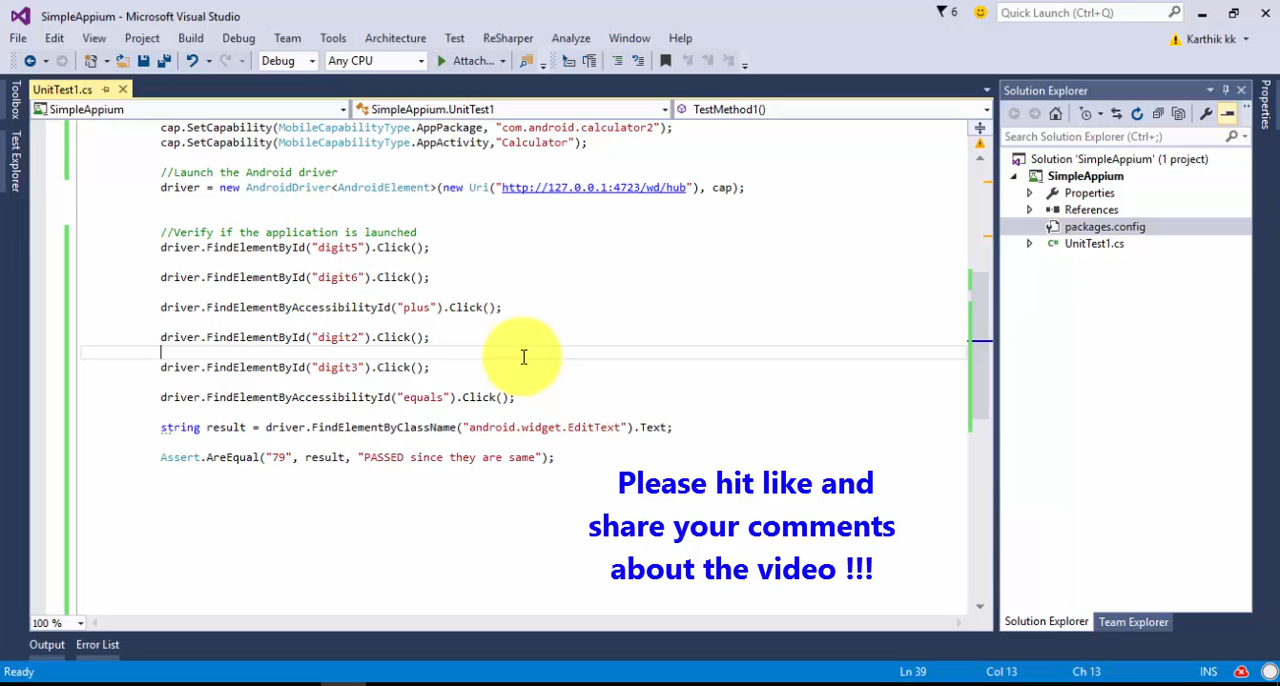 SimpleAppium - Microsoft Visual Studio
6
Quick Launch (Ctrl+Q)
File Edit View Project Build Debug Team Tools Architecture Test ReSharper Analyze Window Help
Karthik kk
Debug Any CPU Attach...
Toolbox
Test Explorer
UnitTest1.cs
SimpleAppium SimpleAppium.UnitTest1 TestMethod1()
cap.SetCapability(MobileCapabilityType.AppPackage, "com.android.calculator2");
cap.SetCapability(MobileCapabilityType.AppActivity,"Calculator");
//Launch the Android driver
driver = new AndroidDriver<AndroidElement>(new Uri("http://127.0.0.1:4723/wd/hub"), cap);
//Verify if the application is launched
driver.FindElementById("digit5").Click();
driver.FindElementById("digit6").Click();
driver.FindElementByAccessibilityId("plus").Click();
driver.FindElementById("digit2").Click();
driver.FindElementById("digit3").Click();
driver.FindElementByAccessibilityId("equals").Click();
string result = driver.FindElementByClassName("android.widget.EditText").Text;
Assert.AreEqual("79", result, "PASSED since they are same");
Please hit like and
share your comments
about the video !!!
100 %
Solution Explorer
Search Solution Explorer (Ctrl+;)
Solution 'SimpleAppium' (1 project)
SimpleAppium
Properties
References
packages.config
C# UnitTest1.cs
Solution Explorer Team Explorer
Properties
Output Error List
Ready Ln 39 Col 13 Ch 13 INS